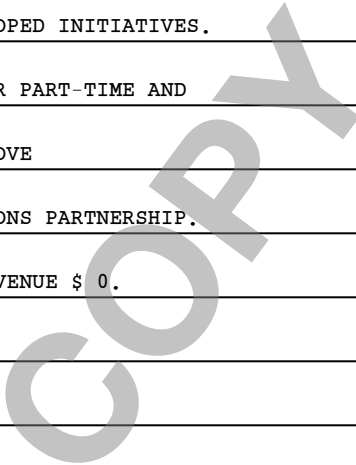 OPED INITIATIVES.
R PART-TIME AND
OVE
ONS PARTNERSHIP.
VENUE $ 0.
COPY